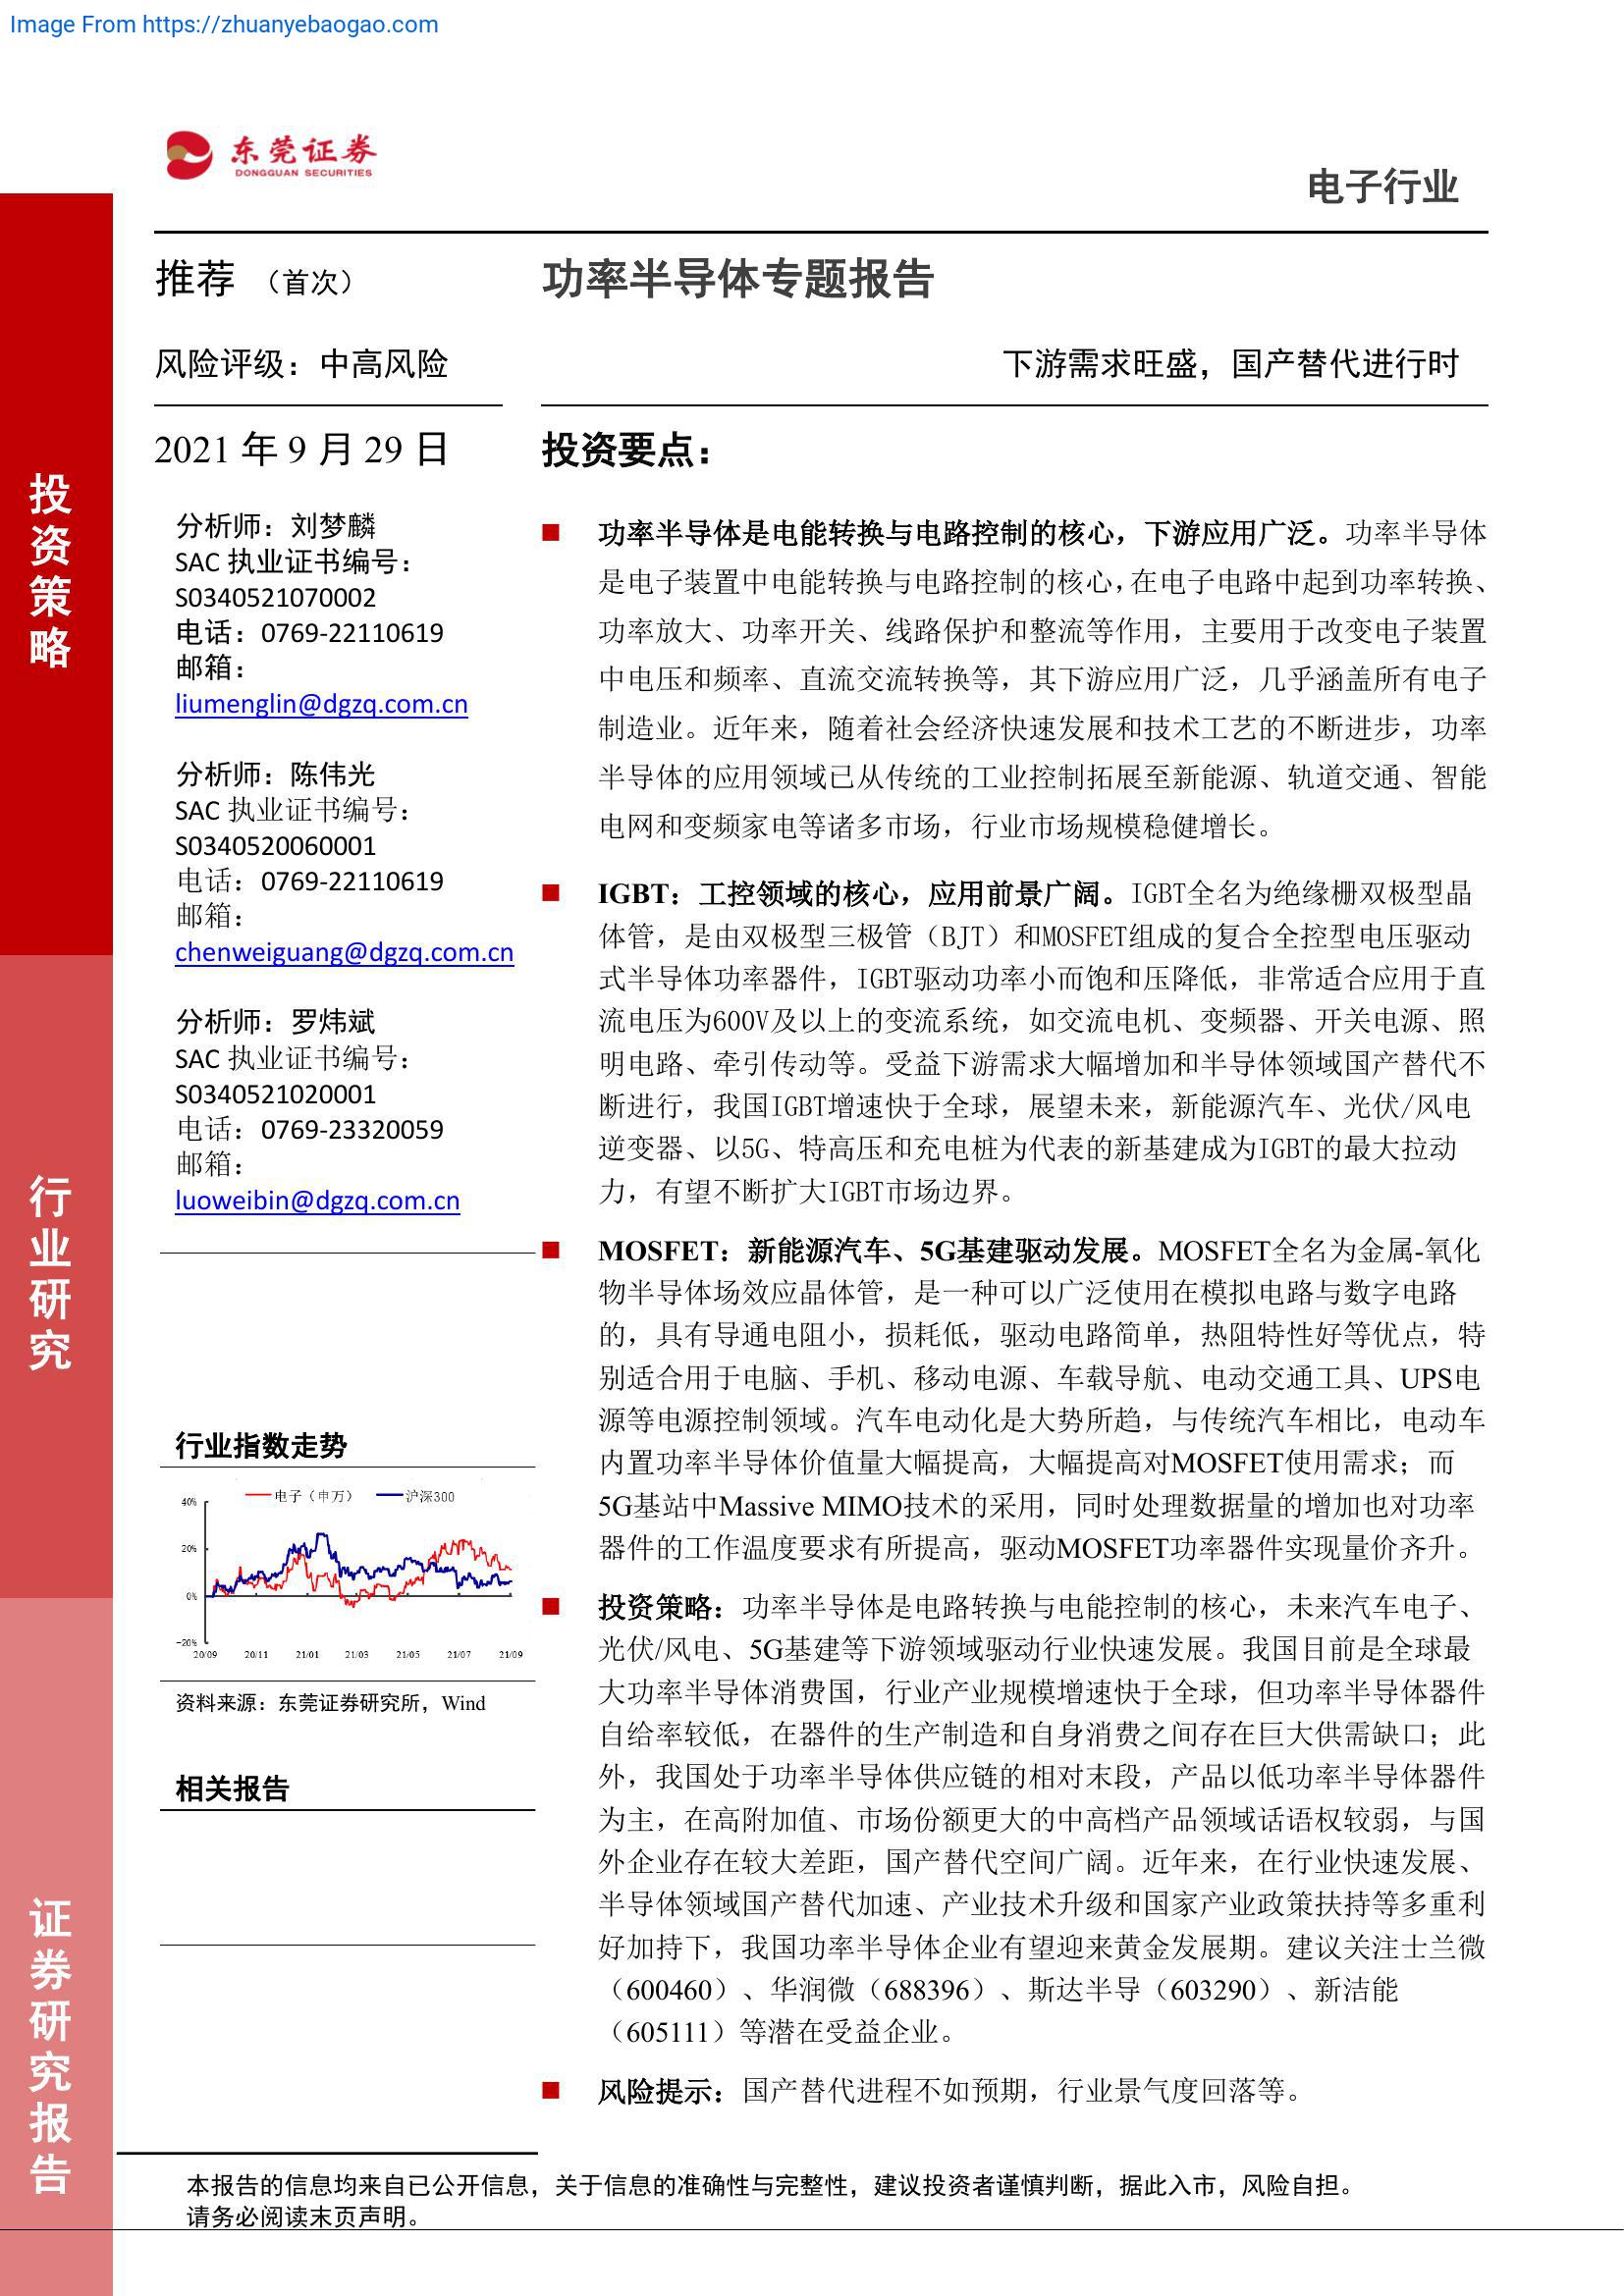 Image From https://zhuanyebaogao.com
东莞证券
DONGGUAN SECURITIES
电子行业
推荐 （首次）
功率半导体专题报告
风险评级：中高风险
下游需求旺盛，国产替代进行时
2021 年 9 月 29 日
分析师：刘梦麟
SAC 执业证书编号：
S0340521070002
电话：0769-22110619
邮箱：
liumenglin@dgzq.com.cn
分析师：陈伟光
SAC 执业证书编号：
S0340520060001
电话：0769-22110619
邮箱：
chenweiguang@dgzq.com.cn
分析师：罗炜斌
SAC 执业证书编号：
S0340521020001
电话：0769-23320059
邮箱：
luoweibin@dgzq.com.cn
行业指数走势
电子（申万） 沪深300
40%
20%
0%
-20%
20/09 20/11 21/01 21/03 21/05 21/07 21/09
资料来源：东莞证券研究所，Wind
相关报告
投资要点：
功率半导体是电能转换与电路控制的核心，下游应用广泛。功率半导体
是电子装置中电能转换与电路控制的核心，在电子电路中起到功率转换、
功率放大、功率开关、线路保护和整流等作用，主要用于改变电子装置
中电压和频率、直流交流转换等，其下游应用广泛，几乎涵盖所有电子
制造业。近年来，随着社会经济快速发展和技术工艺的不断进步，功率
半导体的应用领域已从传统的工业控制拓展至新能源、轨道交通、智能
电网和变频家电等诸多市场，行业市场规模稳健增长。
IGBT：工控领域的核心，应用前景广阔。IGBT全名为绝缘栅双极型晶
体管，是由双极型三极管（BJT）和MOSFET组成的复合全控型电压驱动
式半导体功率器件，IGBT驱动功率小而饱和压降低，非常适合应用于直
流电压为600V及以上的变流系统，如交流电机、变频器、开关电源、照
明电路、牵引传动等。受益下游需求大幅增加和半导体领域国产替代不
断进行，我国IGBT增速快于全球，展望未来，新能源汽车、光伏/风电
逆变器、以5G、特高压和充电桩为代表的新基建成为IGBT的最大拉动
力，有望不断扩大IGBT市场边界。
MOSFET：新能源汽车、5G基建驱动发展。MOSFET全名为金属-氧化
物半导体场效应晶体管，是一种可以广泛使用在模拟电路与数字电路
的，具有导通电阻小，损耗低，驱动电路简单，热阻特性好等优点，特
别适合用于电脑、手机、移动电源、车载导航、电动交通工具、UPS电
源等电源控制领域。汽车电动化是大势所趋，与传统汽车相比，电动车
内置功率半导体价值量大幅提高，大幅提高对MOSFET使用需求；而
5G基站中Massive MIMO技术的采用，同时处理数据量的增加也对功率
器件的工作温度要求有所提高，驱动MOSFET功率器件实现量价齐升。
投资策略：功率半导体是电路转换与电能控制的核心，未来汽车电子、
光伏/风电、5G基建等下游领域驱动行业快速发展。我国目前是全球最
大功率半导体消费国，行业产业规模增速快于全球，但功率半导体器件
自给率较低，在器件的生产制造和自身消费之间存在巨大供需缺口；此
外，我国处于功率半导体供应链的相对末段，产品以低功率半导体器件
为主，在高附加值、市场份额更大的中高档产品领域话语权较弱，与国
外企业存在较大差距，国产替代空间广阔。近年来，在行业快速发展、
半导体领域国产替代加速、产业技术升级和国家产业政策扶持等多重利
好加持下，我国功率半导体企业有望迎来黄金发展期。建议关注士兰微
（600460）、华润微（688396）、斯达半导（603290）、新洁能
（605111）等潜在受益企业。
风险提示：国产替代进程不如预期，行业景气度回落等。
投资策略
行业研究
证券研究报告
本报告的信息均来自已公开信息，关于信息的准确性与完整性，建议投资者谨慎判断，据此入市，风险自担。
请务必阅读末页声明。